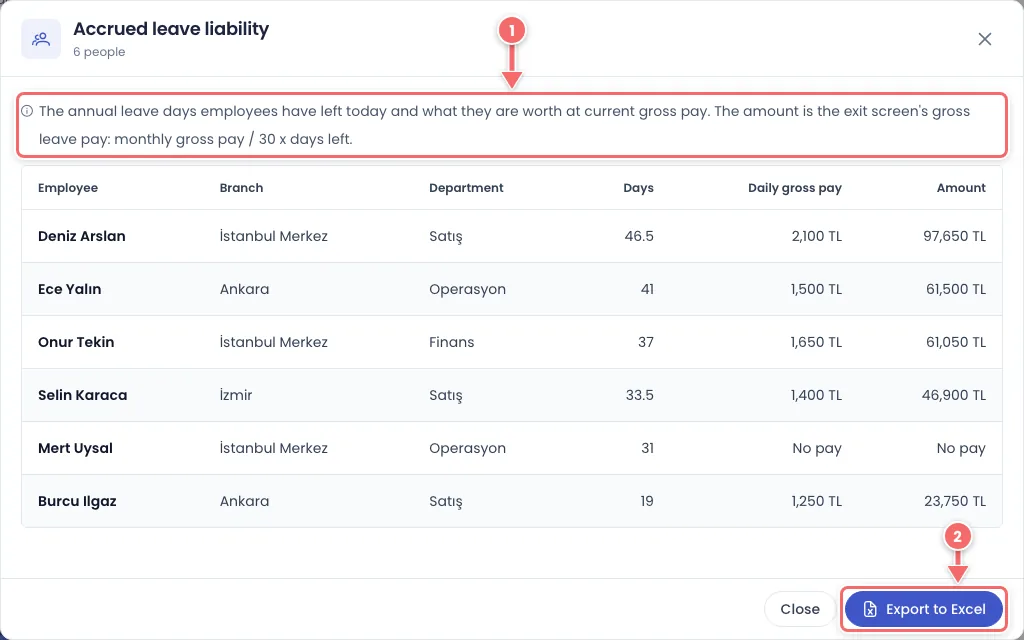 Accrued leave liability
6 people
1
The annual leave days employees have left today and what they are worth at current gross pay. The amount is the exit screen's gross
leave pay: monthly gross pay / 30 x days left.
Employee Branch Department Days Daily gross pay Amount
Deniz Arslan İstanbul Merkez Satış 46.5 2,100 TL 97,650 TL
Ece Yalın Ankara Operasyon 41 1,500 TL 61,500 TL
Onur Tekin İstanbul Merkez Finans 37 1,650 TL 61,050 TL
Selin Karaca İzmir Satış 33.5 1,400 TL 46,900 TL
Mert Uysal İstanbul Merkez Operasyon 31 No pay No pay
Burcu Ilgaz Ankara Satış 19 1,250 TL 23,750 TL
2
Close Export to Excel